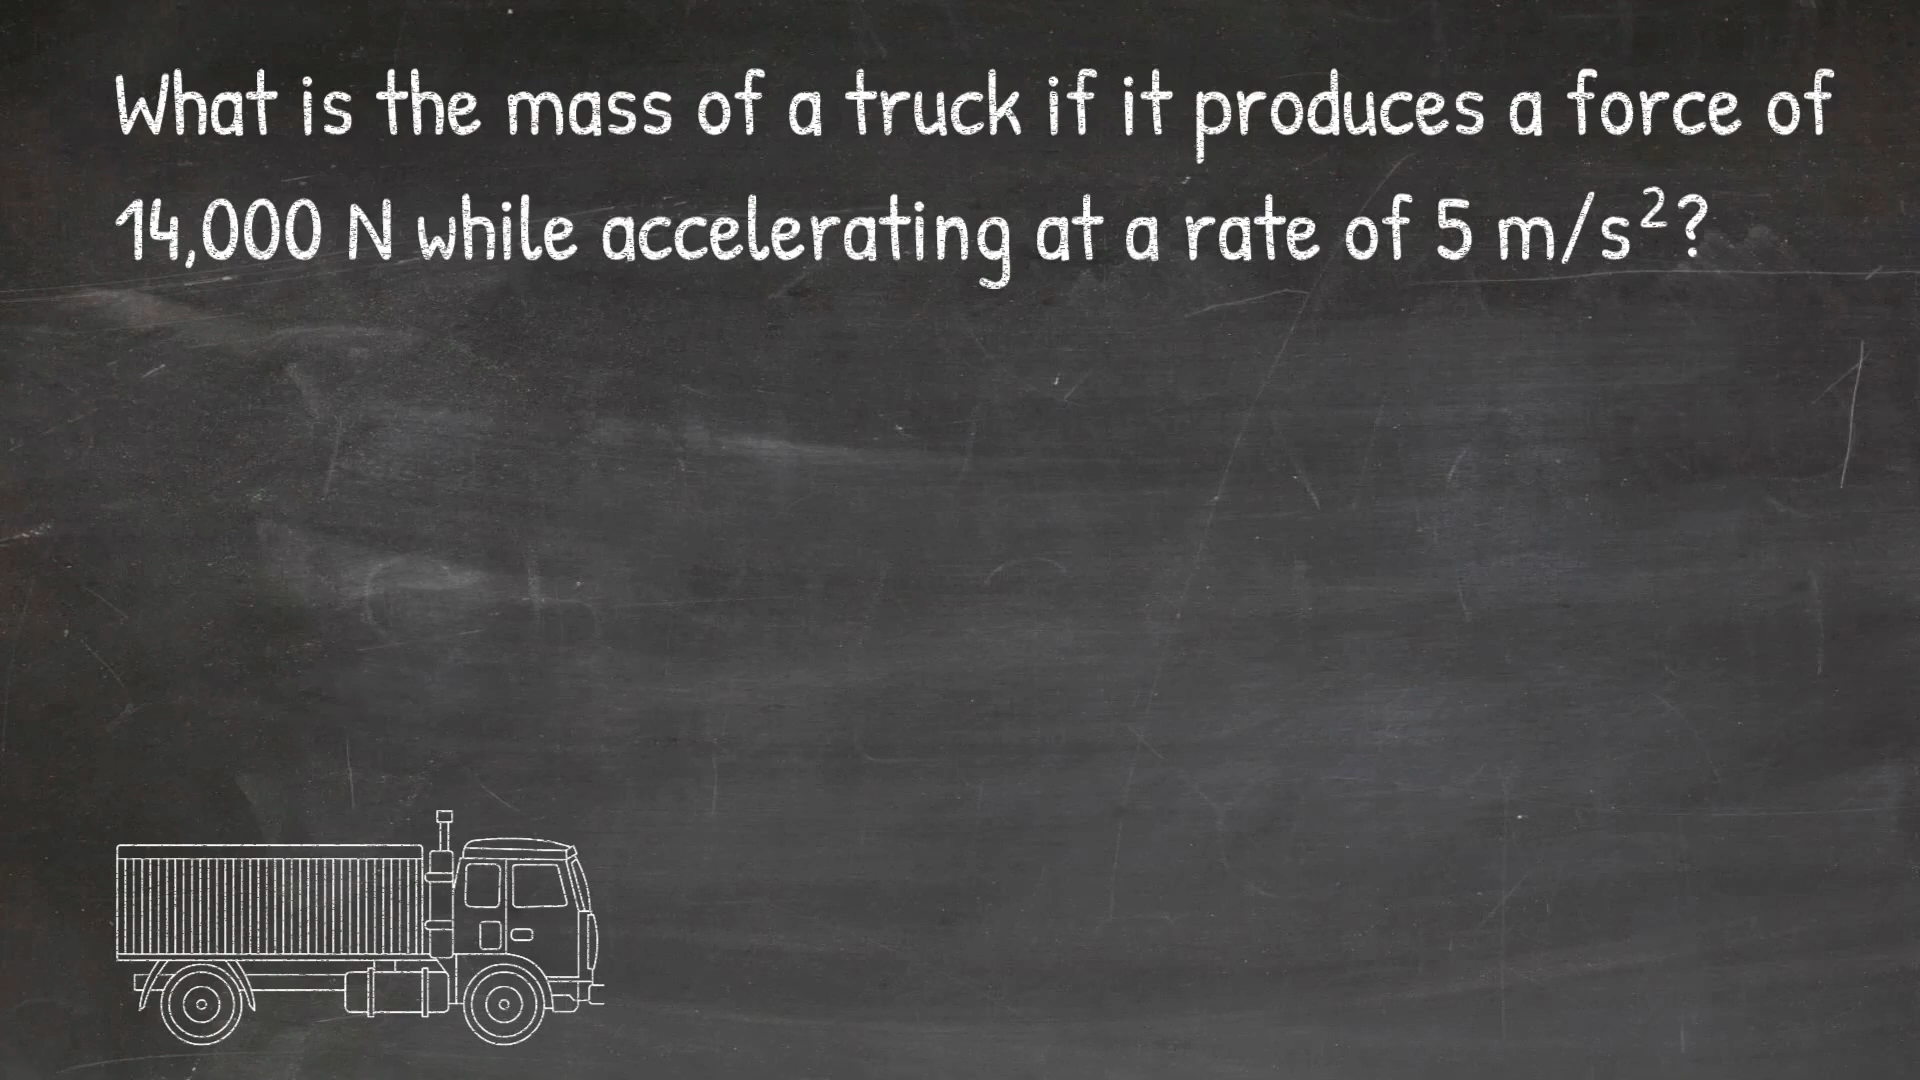 What is the mass of a truck if it produces a force of
14,000 N while accelerating at a rate of 5 m/s²?